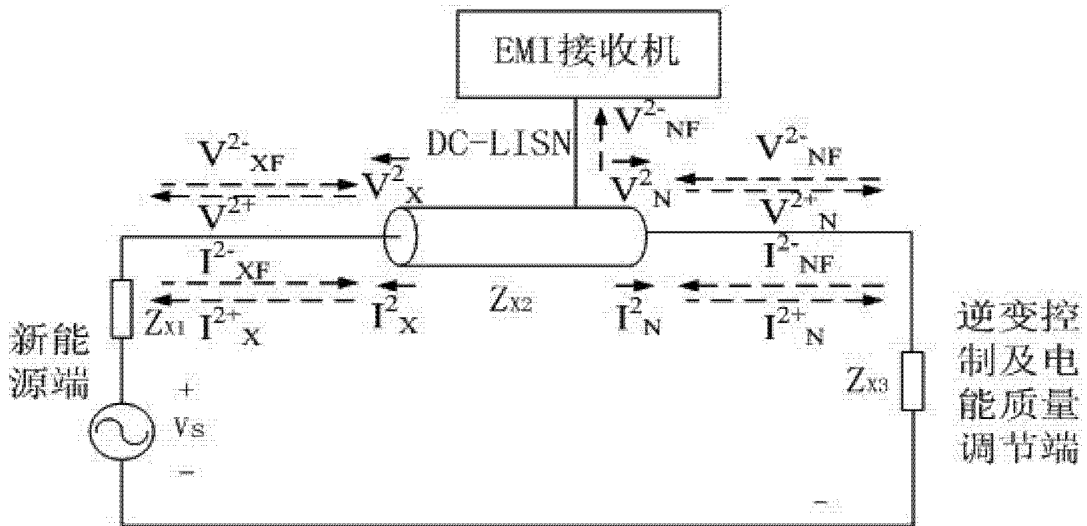 EMI接收机
DC-LISN
V²⁻NF
V²⁻XF
V²X
V²⁺
V²N
V²⁻NF
V²⁺N
I²⁻XF
I²⁺X
I²X
ZX2
I²N
I²⁻NF
I²⁺N
ZX1
新能
源端
+
Vs
−
ZX3
−
逆变控
制及电
能质量
调节端